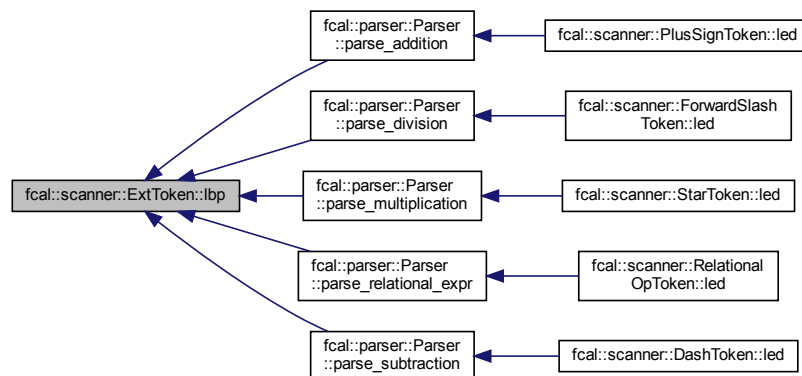 fcal::parser::Parser
::parse_addition
fcal::scanner::PlusSignToken::led
fcal::parser::Parser
::parse_division
fcal::scanner::ForwardSlash
Token::led
fcal::scanner::ExtToken::lbp
fcal::parser::Parser
::parse_multiplication
fcal::scanner::StarToken::led
fcal::parser::Parser
::parse_relational_expr
fcal::scanner::Relational
OpToken::led
fcal::parser::Parser
::parse_subtraction
fcal::scanner::DashToken::led